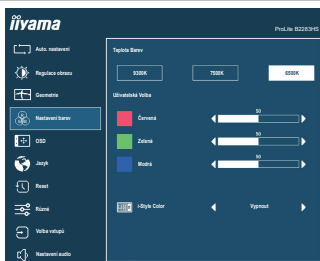 iiyama
ProLite B2283HS
Auto. nastavení
Teplota Barev
Regulace obrazu
9300K
7500K
6500K
Geometrie
Uživatelská Volba
Nastavení barev
Červená
50
OSD
Zelená
50
Jazyk
Modrá
50
Reset
Různé
i-Style Color
Vypnout
Volba vstupů
Nastavení audio